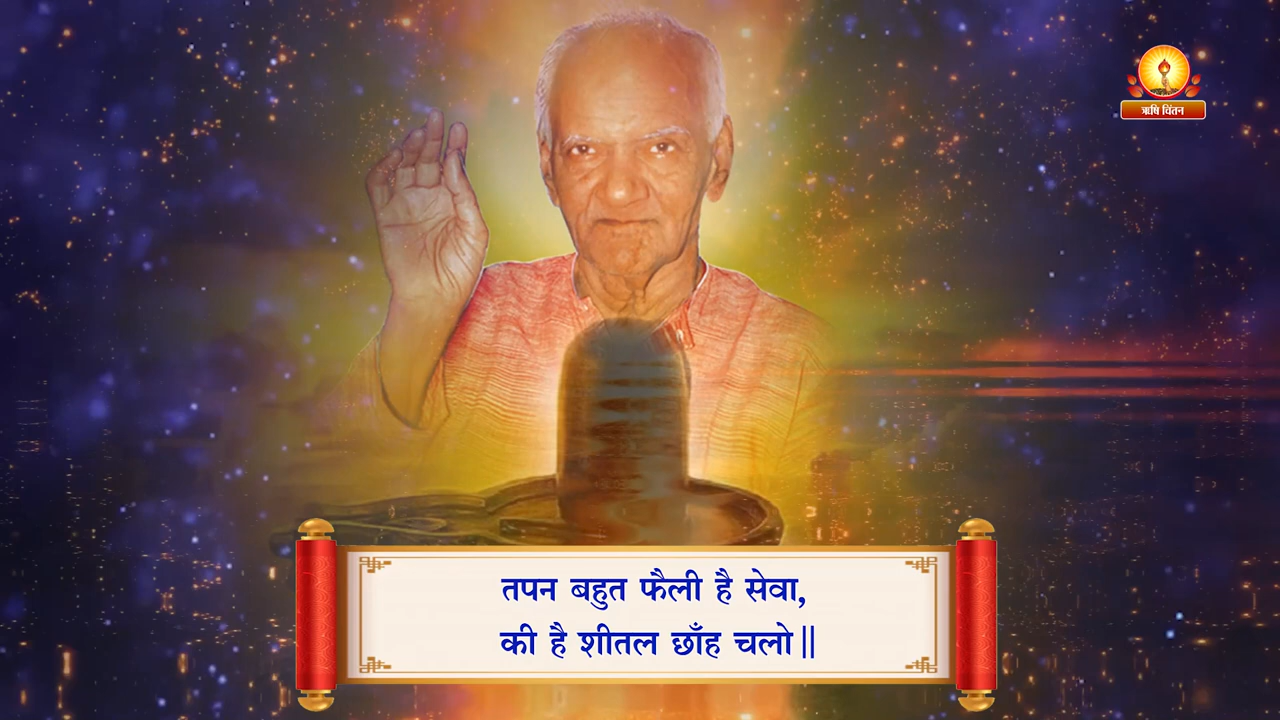 ऋषि चिंतन
तपन बहुत फैली है सेवा,
की है शीतल छाँह चलो||